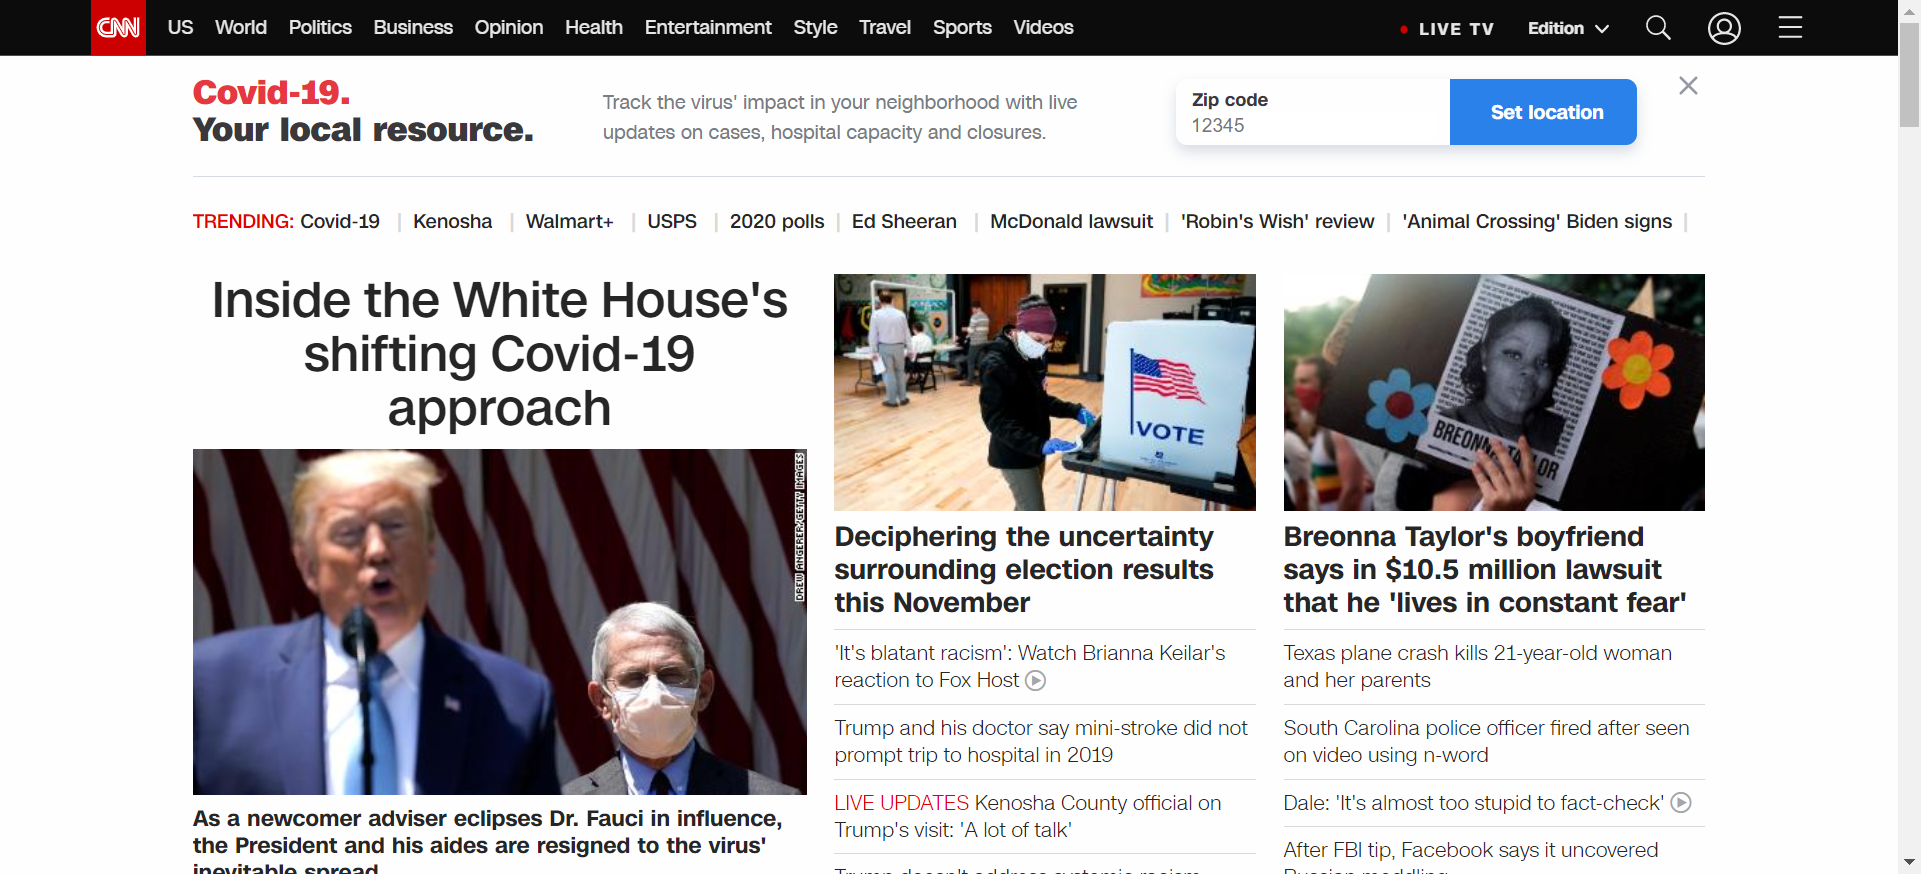 CNN US World Politics Business Opinion Health Entertainment Style Travel Sports Videos LIVE TV Edition
Covid-19.
Your local resource.
Track the virus' impact in your neighborhood with live
updates on cases, hospital capacity and closures.
Zip code
12345
Set location
TRENDING: Covid-19 | Kenosha | Walmart+ | USPS | 2020 polls | Ed Sheeran | McDonald lawsuit | 'Robin's Wish' review | 'Animal Crossing' Biden signs |
Inside the White House's
shifting Covid-19
approach
DREW ANGERER/GETTY IMAGES
As a newcomer adviser eclipses Dr. Fauci in influence,
the President and his aides are resigned to the virus'
inevitable spread
VOTE
Deciphering the uncertainty
surrounding election results
this November
'It's blatant racism': Watch Brianna Keilar's
reaction to Fox Host
Trump and his doctor say mini-stroke did not
prompt trip to hospital in 2019
LIVE UPDATES Kenosha County official on
Trump's visit: 'A lot of talk'
Trump doesn't address systemic racism
BREONNA TAYLOR
Breonna Taylor's boyfriend
says in $10.5 million lawsuit
that he 'lives in constant fear'
Texas plane crash kills 21-year-old woman
and her parents
South Carolina police officer fired after seen
on video using n-word
Dale: 'It's almost too stupid to fact-check'
After FBI tip, Facebook says it uncovered
Russian meddling